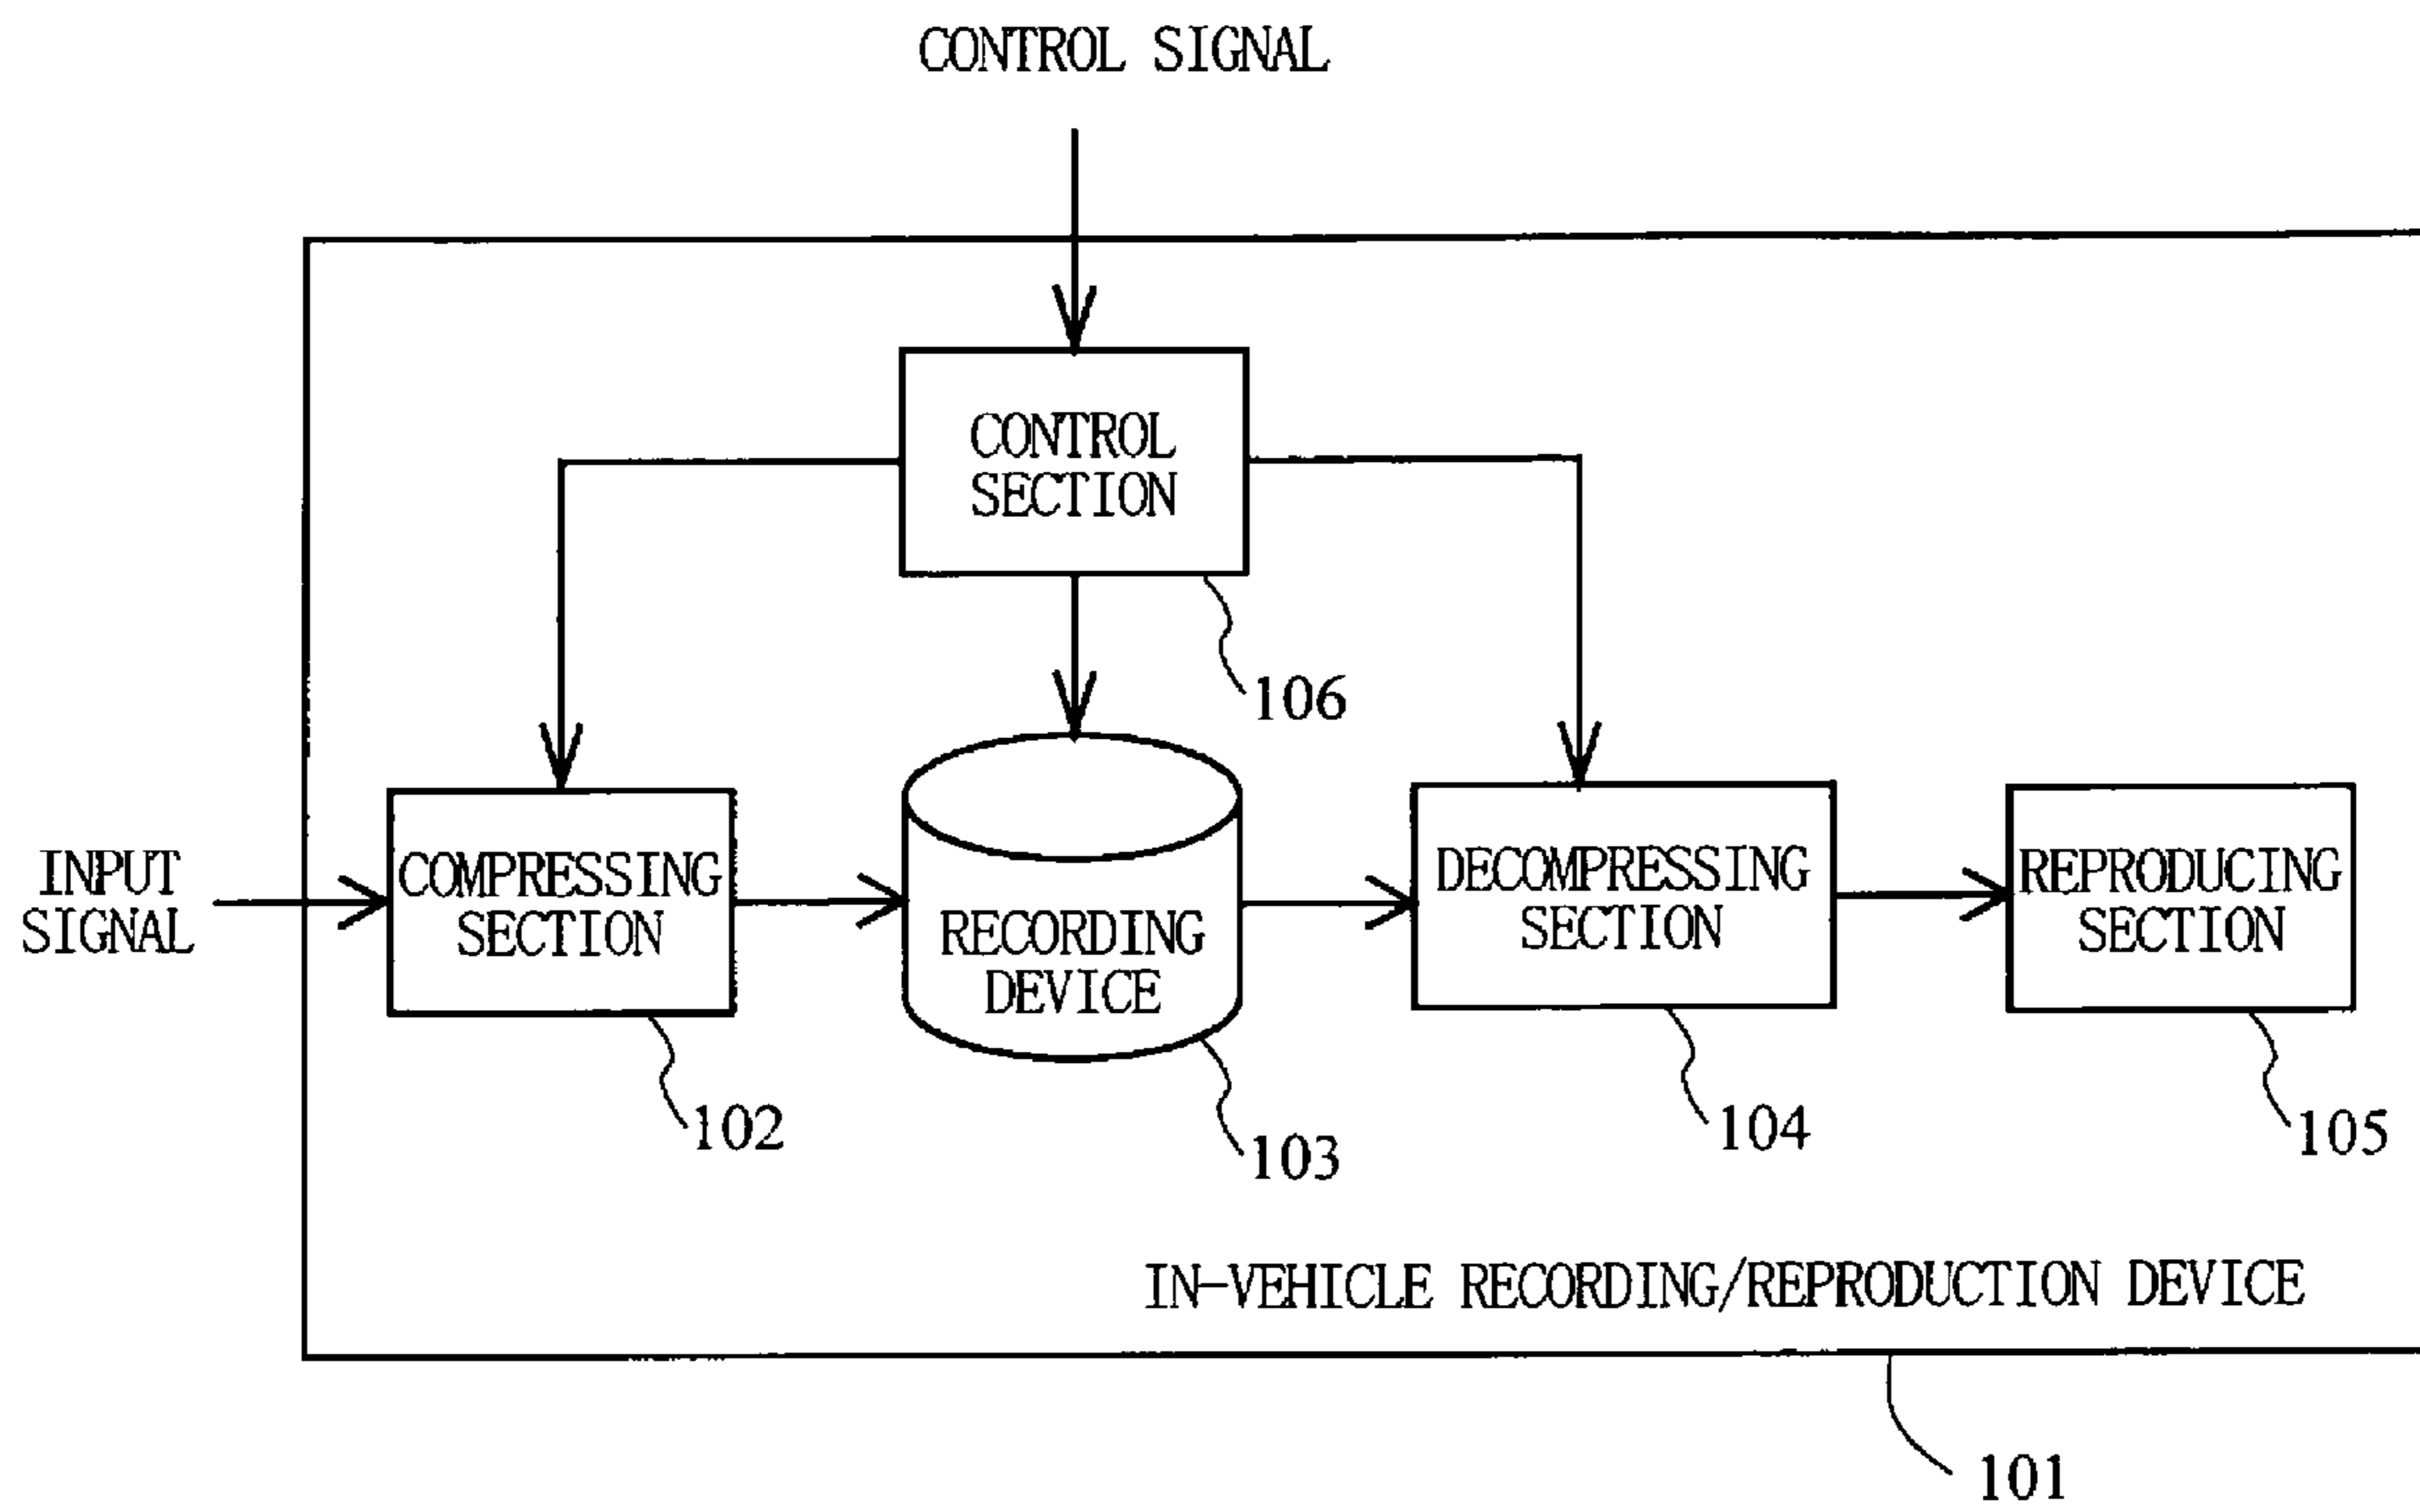 CONTROL SIGNAL
CONTROL
SECTION
106
INPUT
SIGNAL
COMPRESSING
SECTION
102
RECORDING
DEVICE
103
DECOMPRESSING
SECTION
104
REPRODUCING
SECTION
105
IN-VEHICLE RECORDING/REPRODUCTION DEVICE
101